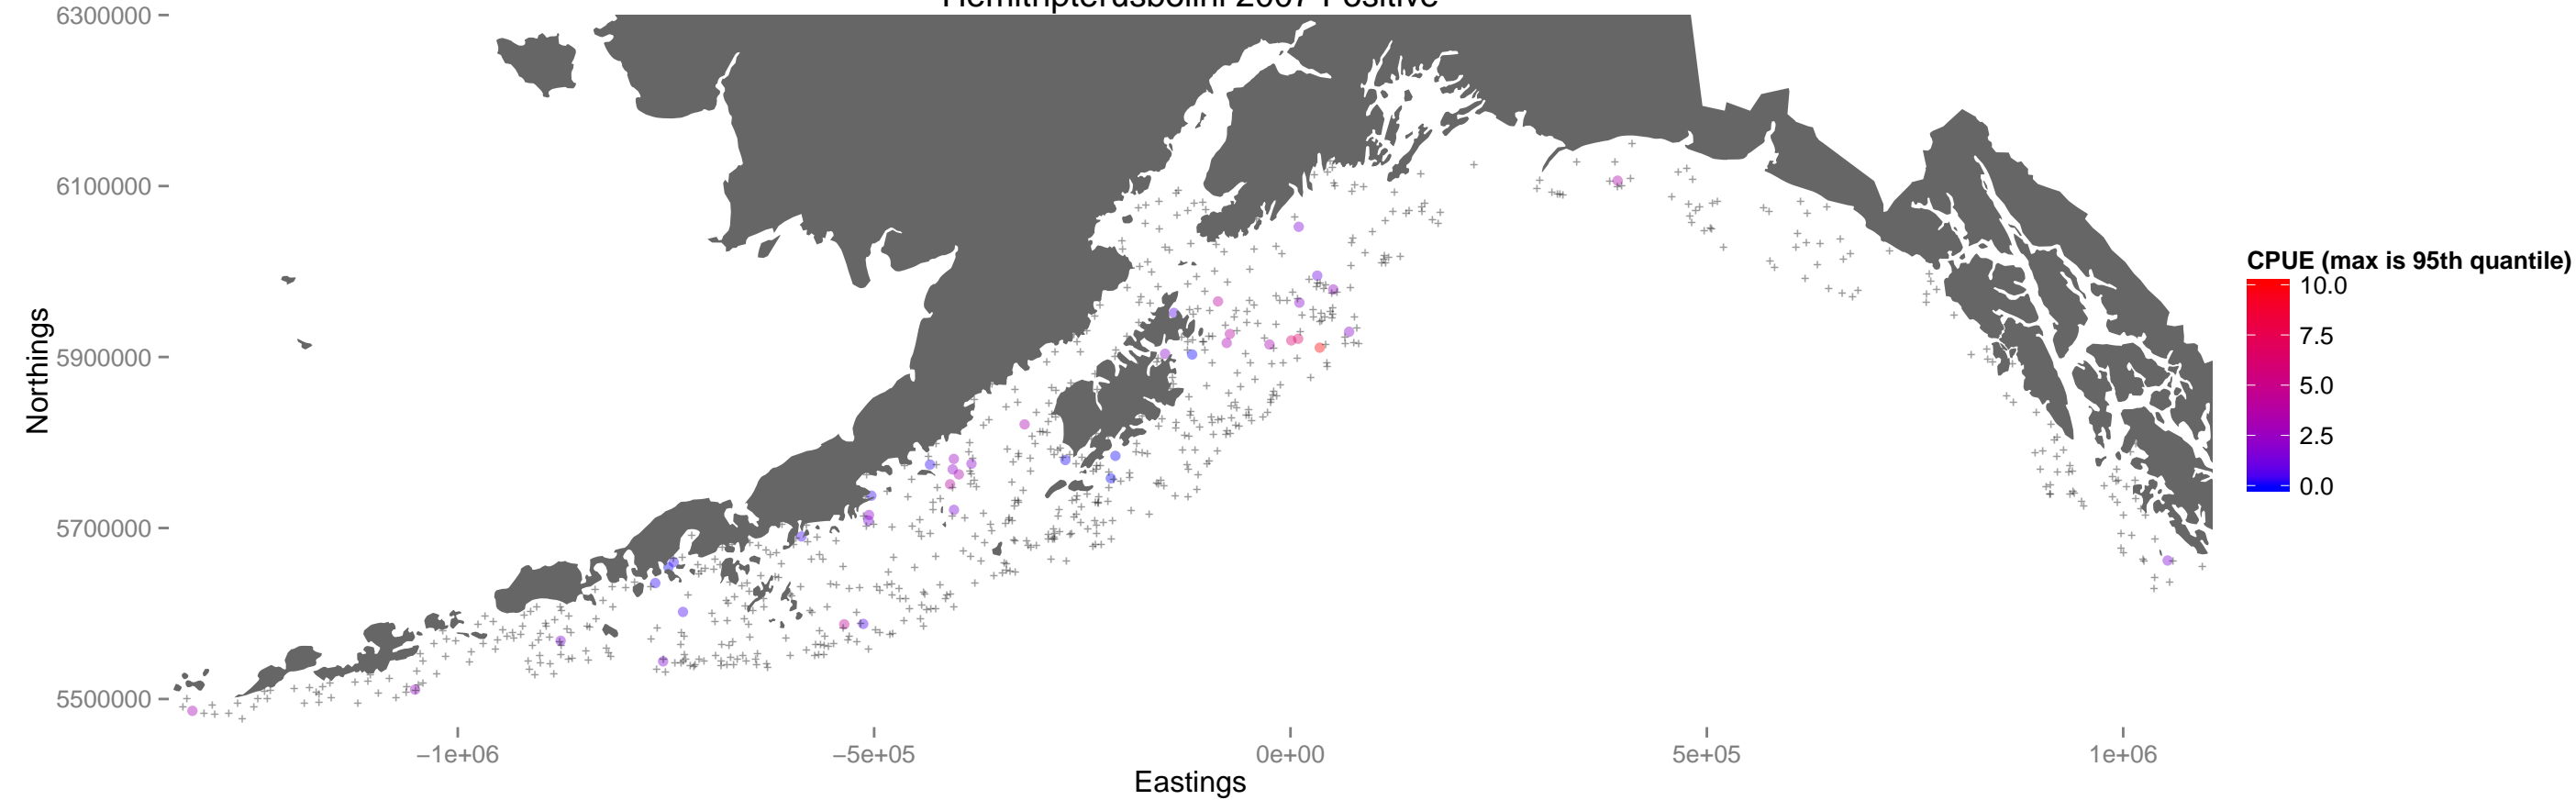 Hemitripterusbolini 2007 Positive
6300000
6100000
5900000
5700000
5500000
Northings
−1e+06
−5e+05
0e+00
5e+05
1e+06
Eastings
CPUE (max is 95th quantile)
10.0
7.5
5.0
2.5
0.0